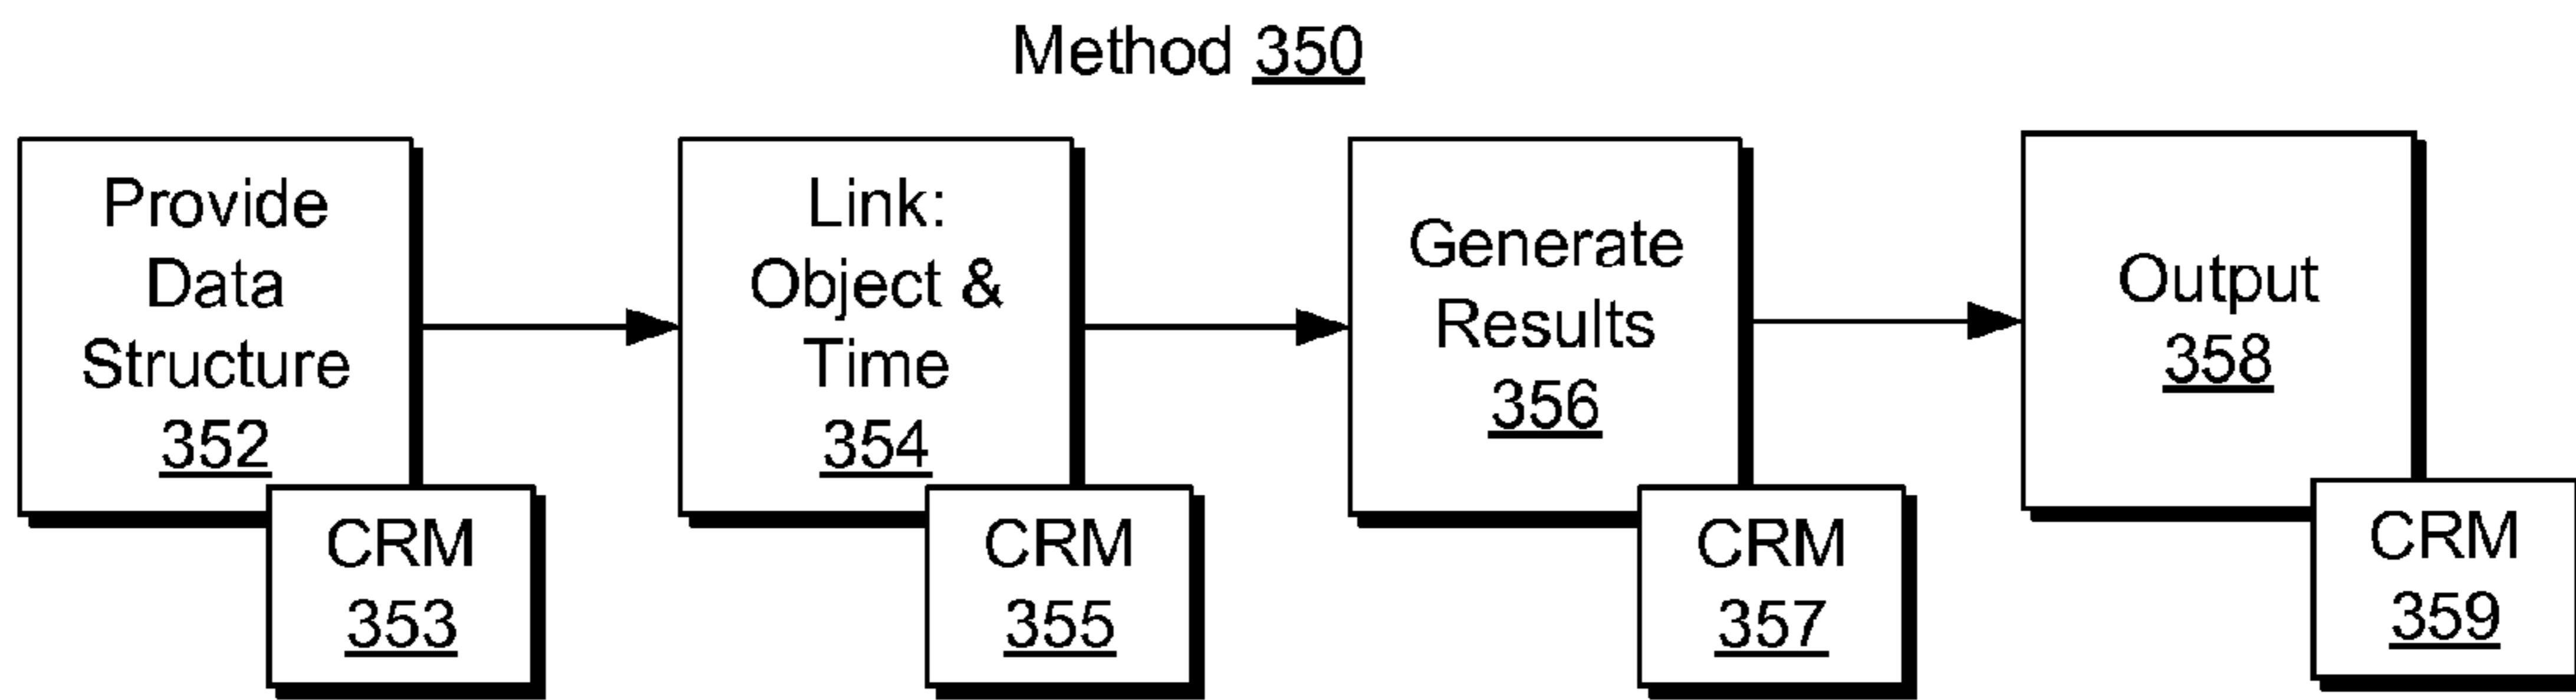 Method 350
Provide
Data
Structure
352
CRM
353
Link:
Object &
Time
354
CRM
355
Generate
Results
356
CRM
357
Output
358
CRM
359